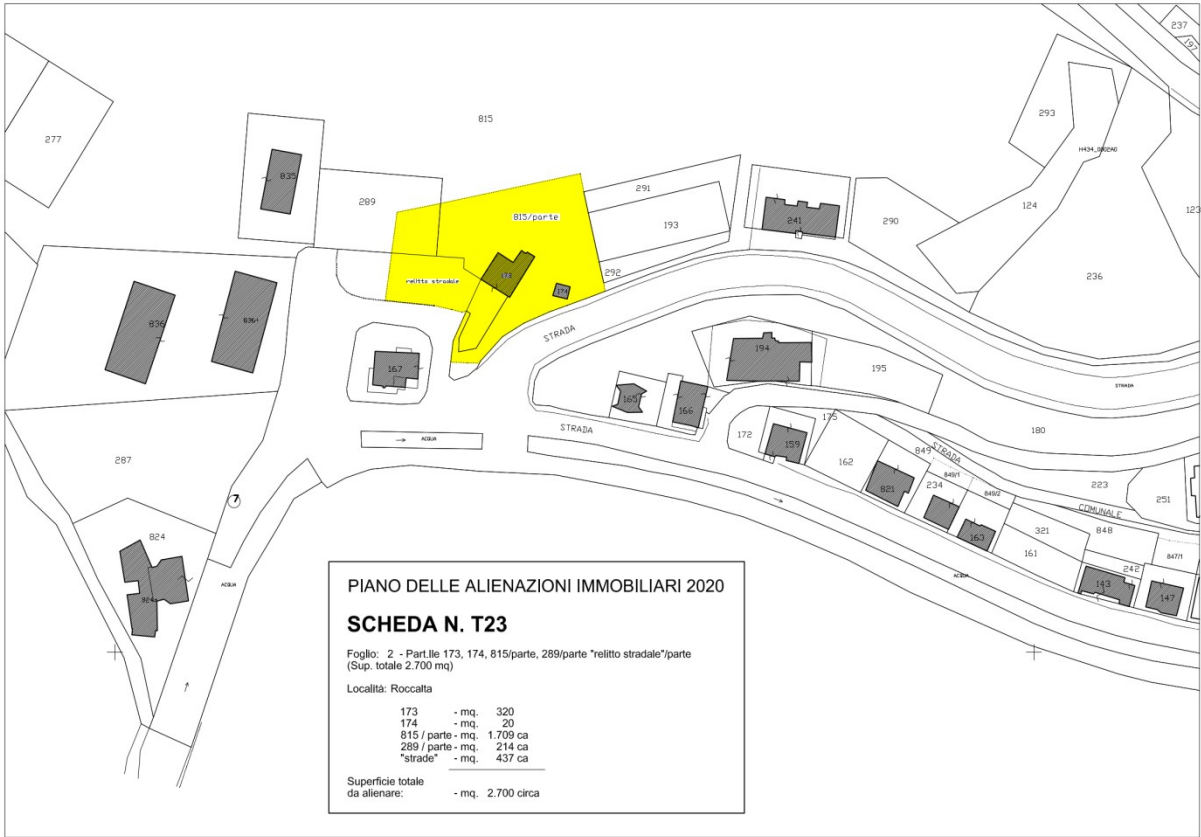 237
197
293
H434_0002A0
277
815
835
124
123
289
291
815/parte
193
241
290
236
292
relitto stradale
173
174
STRADA
836
836+
194
167
195
STRADA
165
166
STRADA
180
ACQUA
172
159
175
849
STRADA
287
162
849/1
223
821
234
849/2
251
7
COMUNALE
163
321
848
824
161
847/1
242
ACQUA
ACQUA
143
147
824+
PIANO DELLE ALIENAZIONI IMMOBILIARI 2020
SCHEDA N. T23
Foglio: 2 - Part.lle 173, 174, 815/parte, 289/parte "relitto stradale"/parte
(Sup. totale 2.700 mq)
Località: Roccalta
173 - mq. 320
174 - mq. 20
815 / parte - mq. 1.709 ca
289 / parte - mq. 214 ca
"strade" - mq. 437 ca
Superficie totale
da alienare: - mq. 2.700 circa